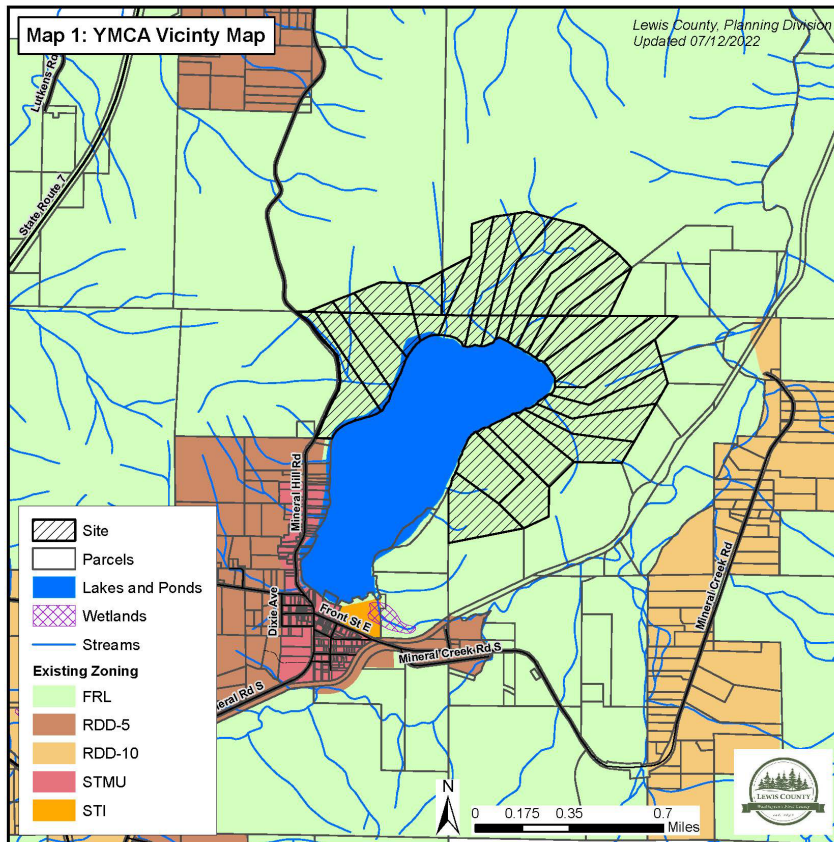 Map 1: YMCA Vicinty Map
Lewis County, Planning Division
Updated 07/12/2022
Lutkens Rd
State Route 7
Mineral Hill Rd
Dixie Ave
Front St E
Mineral Creek Rd S
Mineral Creek Rd
neral Rd S
Site
Parcels
Lakes and Ponds
Wetlands
Streams
Existing Zoning
FRL
RDD-5
RDD-10
STMU
STI
N
0 0.175 0.35 0.7
Miles
LEWIS COUNTY